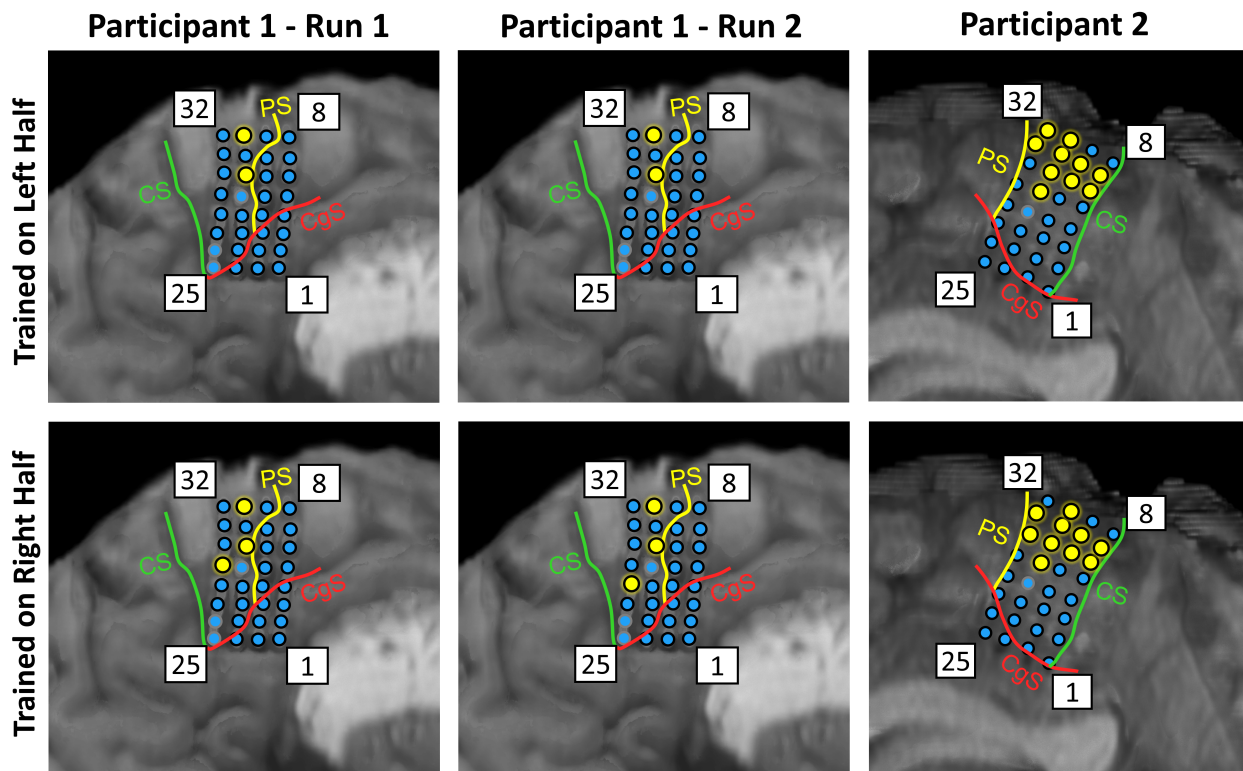 Participant 1 - Run 1
Participant 1 - Run 2
Participant 2
Trained on Left Half
32
PS
8
CS
CgS
25
1
32
PS
8
CS
CgS
25
1
32
8
PS
CS
25
CgS
1
Trained on Right Half
32
PS
8
CS
CgS
25
1
32
PS
8
CS
CgS
25
1
32
8
PS
CS
25
CgS
1